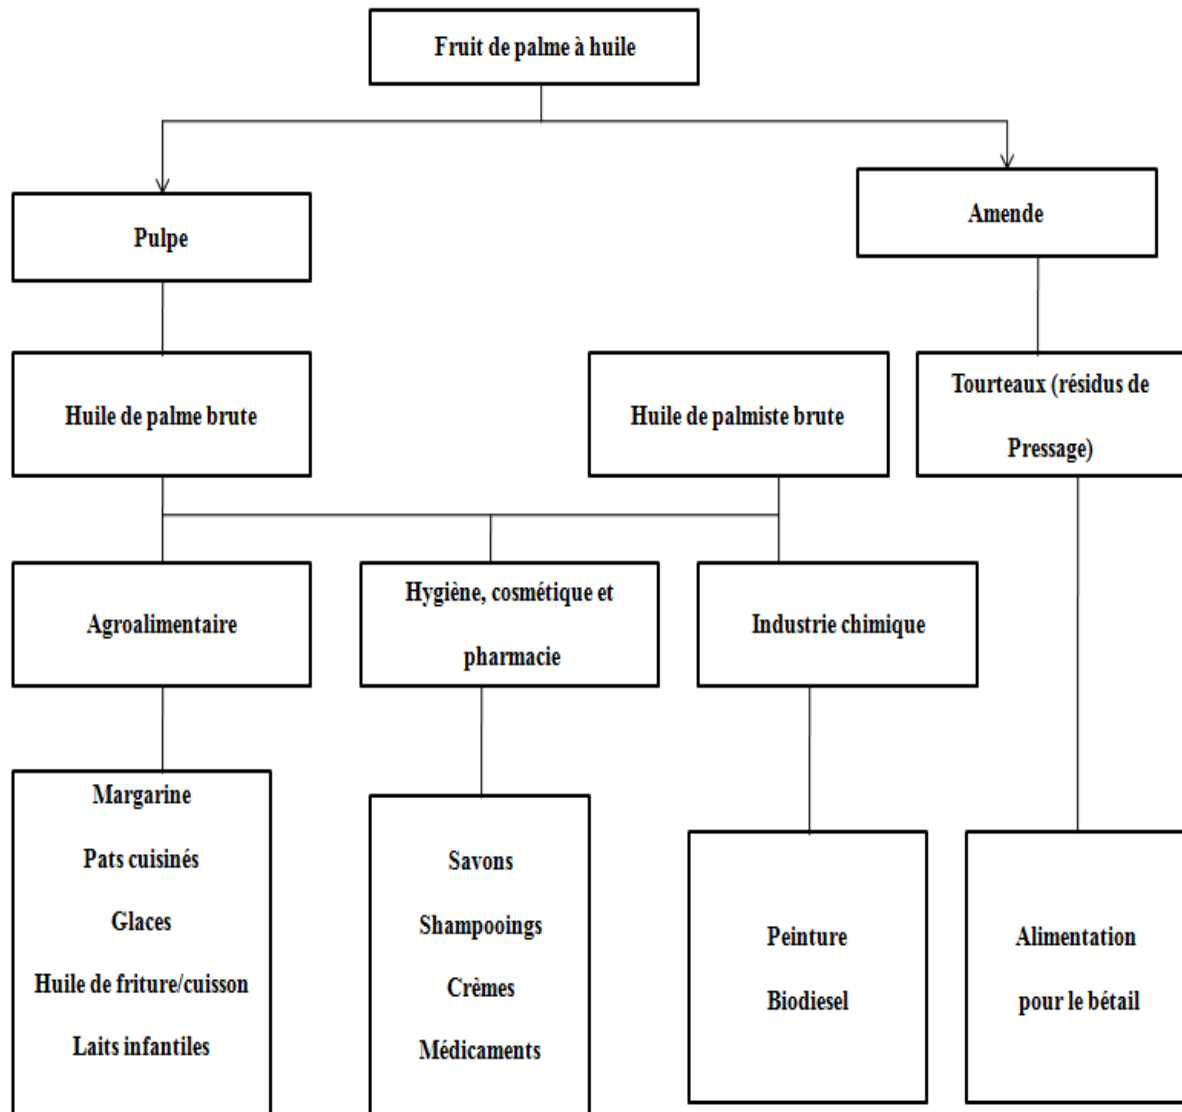 Fruit de palme à huile
Pulpe
Amende
Huile de palme brute
Huile de palmiste brute
Tourteaux (résidus de
Pressage)
Agroalimentaire
Hygiène, cosmétique et
pharmacie
Industrie chimique
Margarine
Pats cuisinés
Glaces
Huile de friture/cuisson
Laits infantiles
Savons
Shampooings
Crèmes
Médicaments
Peinture
Biodiesel
Alimentation
pour le bétail